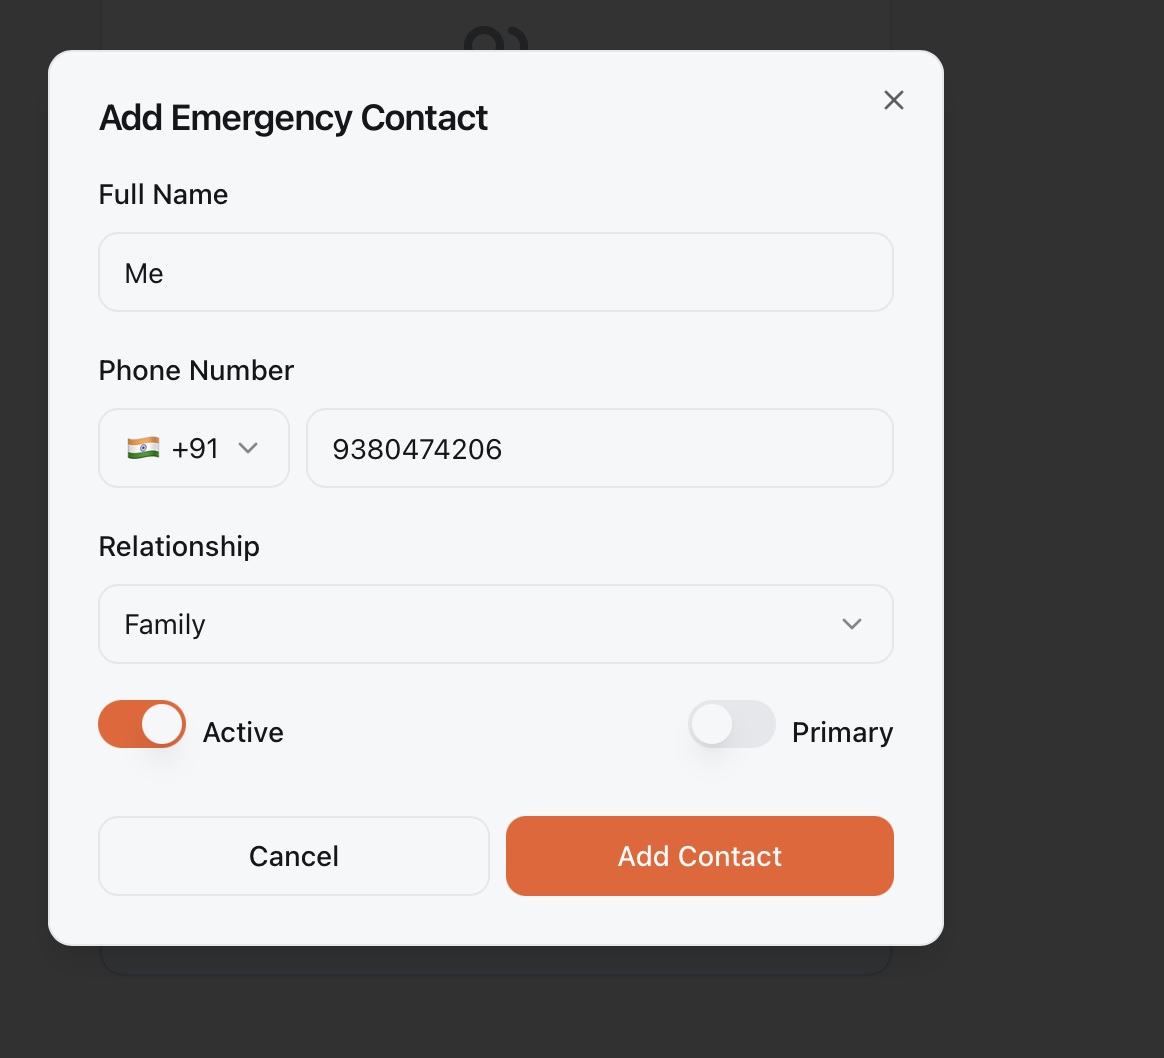 Add Emergency Contact
Full Name
Me
Phone Number
+91 9380474206
Relationship
Family
Active Primary
Cancel Add Contact